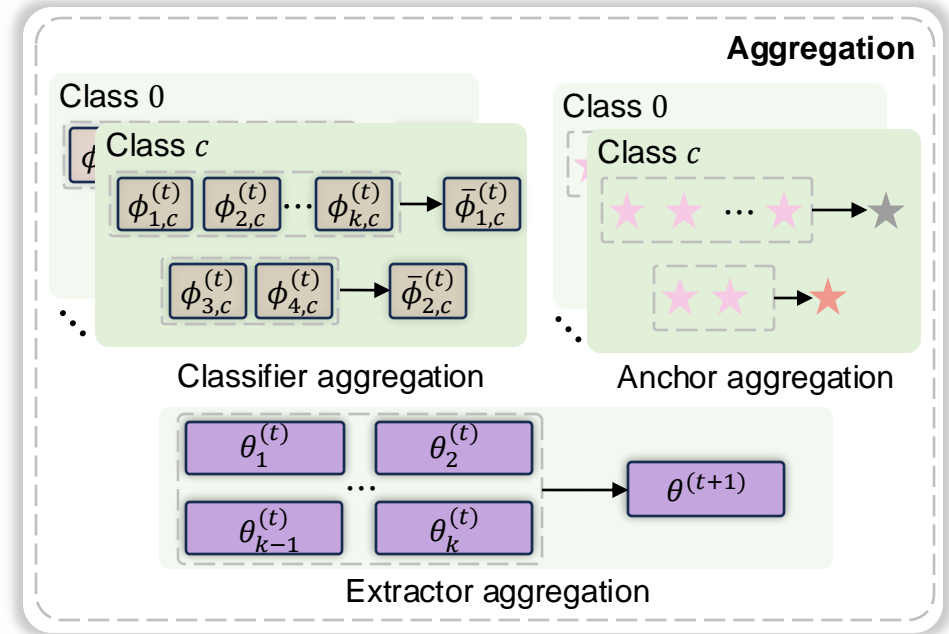 Aggregation
Class 0
Class c
ϕ_{1,c}^{(t)} ϕ_{2,c}^{(t)} ... ϕ_{k,c}^{(t)} ϕ̄_{1,c}^{(t)}
ϕ_{3,c}^{(t)} ϕ_{4,c}^{(t)} ϕ̄_{2,c}^{(t)}
...
Classifier aggregation
Class 0
Class c
...
...
Anchor aggregation
θ_1^{(t)} θ_2^{(t)}
...
θ_{k−1}^{(t)} θ_k^{(t)}
θ^{(t+1)}
Extractor aggregation